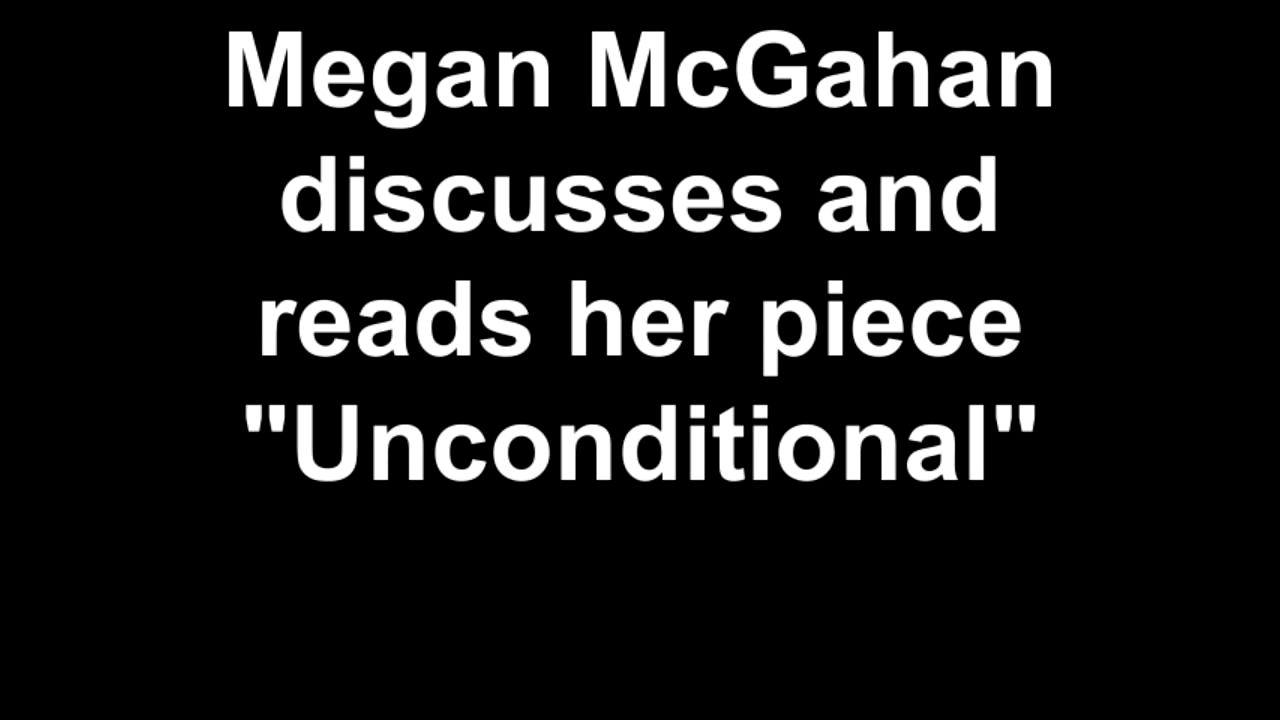 Megan McGahan
discusses and
reads her piece
"Unconditional"